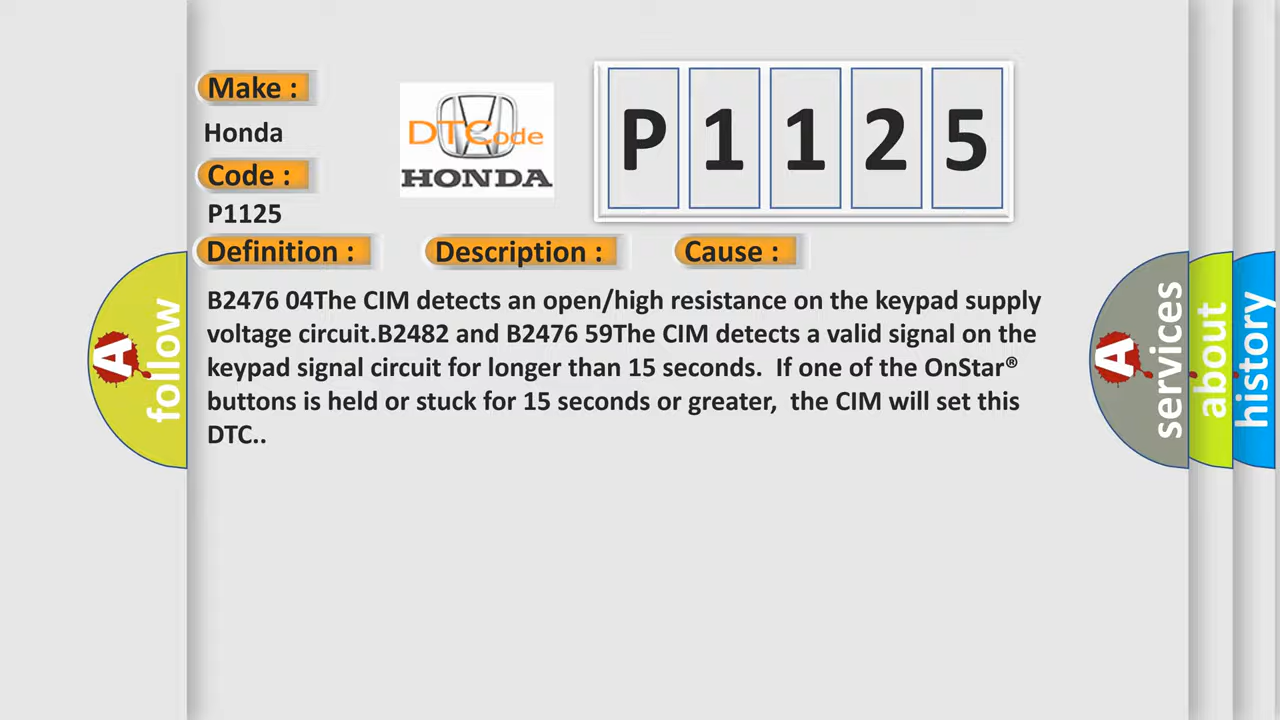 Make :
Honda
Code :
P1125
DTCode
HONDA
P 1 1 2 5
Definition :
Description :
Cause :
B2476 04The CIM detects an open/high resistance on the keypad supply
voltage circuit.B2482 and B2476 59The CIM detects a valid signal on the
keypad signal circuit for longer than 15 seconds. If one of the OnStar®
buttons is held or stuck for 15 seconds or greater, the CIM will set this
DTC..
A
follow
A
services
about
history